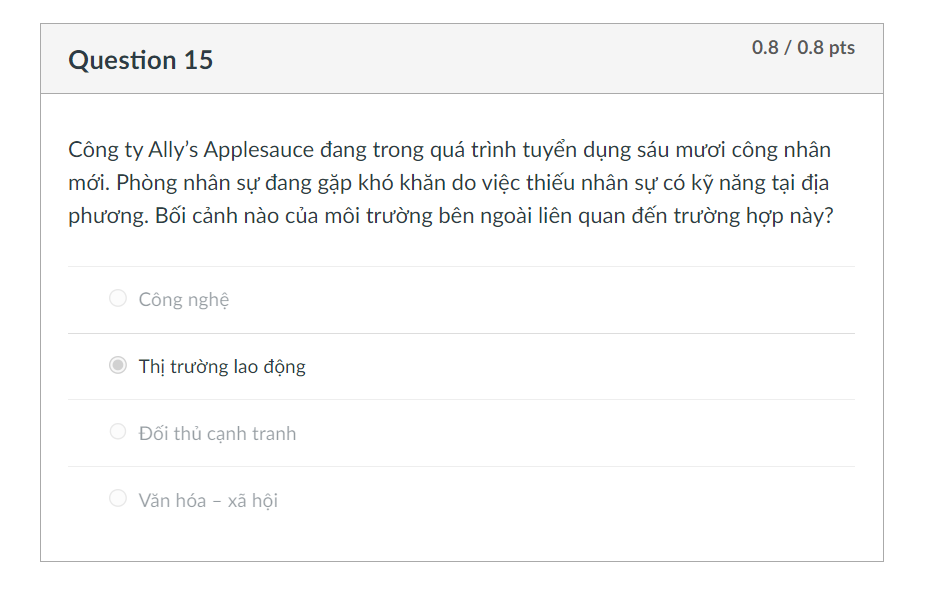 Question 15
0.8 / 0.8 pts
Công ty Ally’s Applesauce đang trong quá trình tuyển dụng sáu mươi công nhân
mới. Phòng nhân sự đang gặp khó khăn do việc thiếu nhân sự có kỹ năng tại địa
phương. Bối cảnh nào của môi trường bên ngoài liên quan đến trường hợp này?
Công nghệ
Thị trường lao động
Đối thủ cạnh tranh
Văn hóa – xã hội